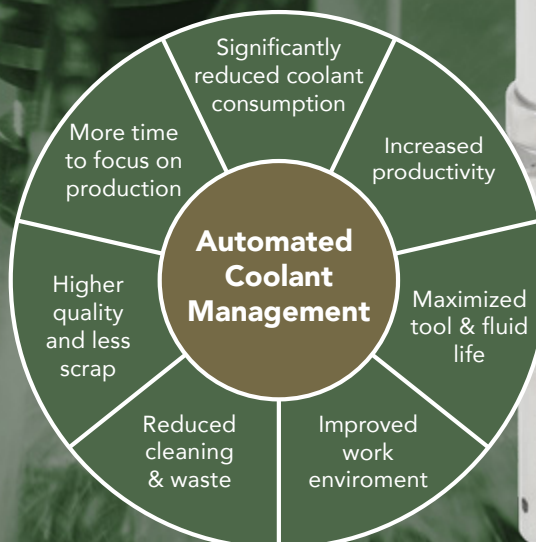 Significantly
reduced coolant
consumption
Increased
productivity
Maximized
tool & fluid
life
Improved
work
enviroment
Reduced
cleaning
& waste
Higher
quality
and less
scrap
More time
to focus on
production
Automated
Coolant
Management